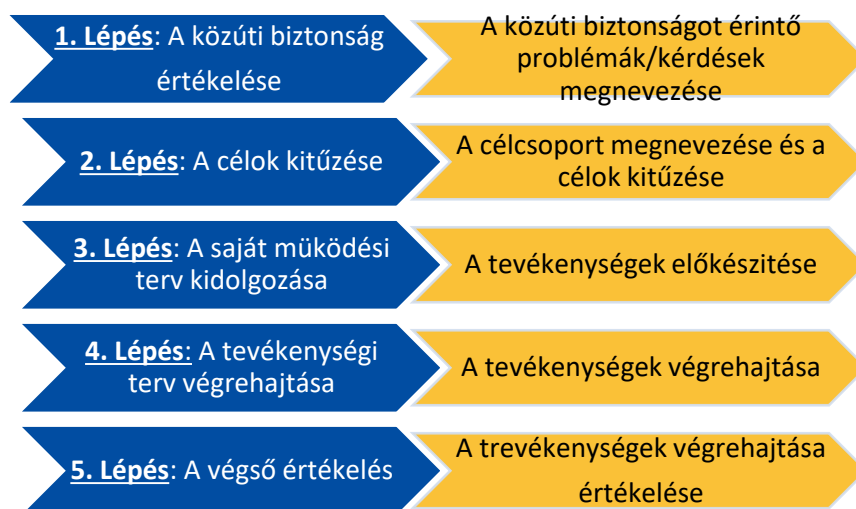 1. Lépés: A közúti biztonság
értékelése
A közúti biztonságot érintő
problémák/kérdések
megnevezése
2. Lépés: A célok kitűzése
A célcsoport megnevezése és a
célok kitűzése
3. Lépés: A saját müködési
terv kidolgozása
A tevékenységek előkészitése
4. Lépés: A tevékenységi
terv végrehajtása
A tevékenységek végrehajtása
5. Lépés: A végső értékelés
A trevékenységek végrehajtása
értékelése